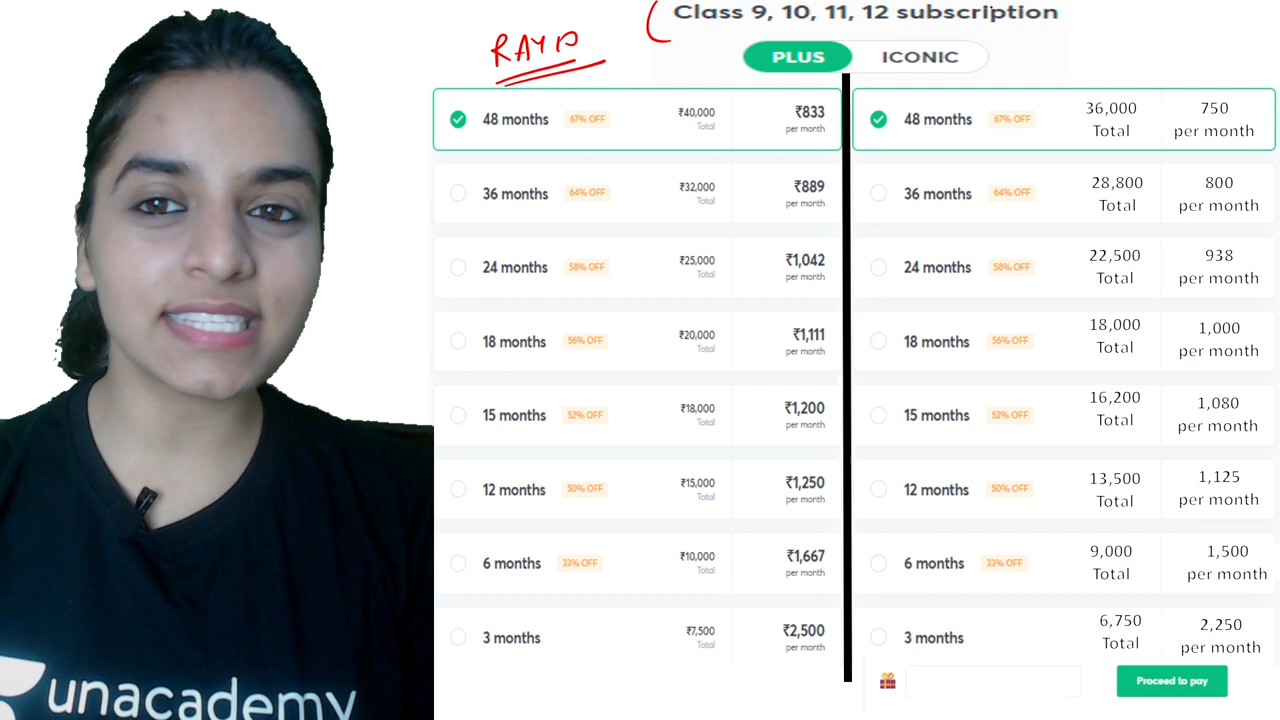 Class 9, 10, 11, 12 subscription
PLUS ICONIC
48 months 67% OFF ₹40,000 Total ₹833 per month
36 months 64% OFF ₹32,000 Total ₹889 per month
24 months 58% OFF ₹25,000 Total ₹1,042 per month
18 months 56% OFF ₹20,000 Total ₹1,111 per month
15 months 52% OFF ₹18,000 Total ₹1,200 per month
12 months 50% OFF ₹15,000 Total ₹1,250 per month
6 months 33% OFF ₹10,000 Total ₹1,667 per month
3 months ₹7,500 Total ₹2,500 per month
48 months 67% OFF 36,000 Total 750 per month
36 months 64% OFF 28,800 Total 800 per month
24 months 58% OFF 22,500 Total 938 per month
18 months 56% OFF 18,000 Total 1,000 per month
15 months 52% OFF 16,200 Total 1,080 per month
12 months 50% OFF 13,500 Total 1,125 per month
6 months 33% OFF 9,000 Total 1,500 per month
3 months 6,750 Total 2,250 per month
Proceed to pay
unacademy